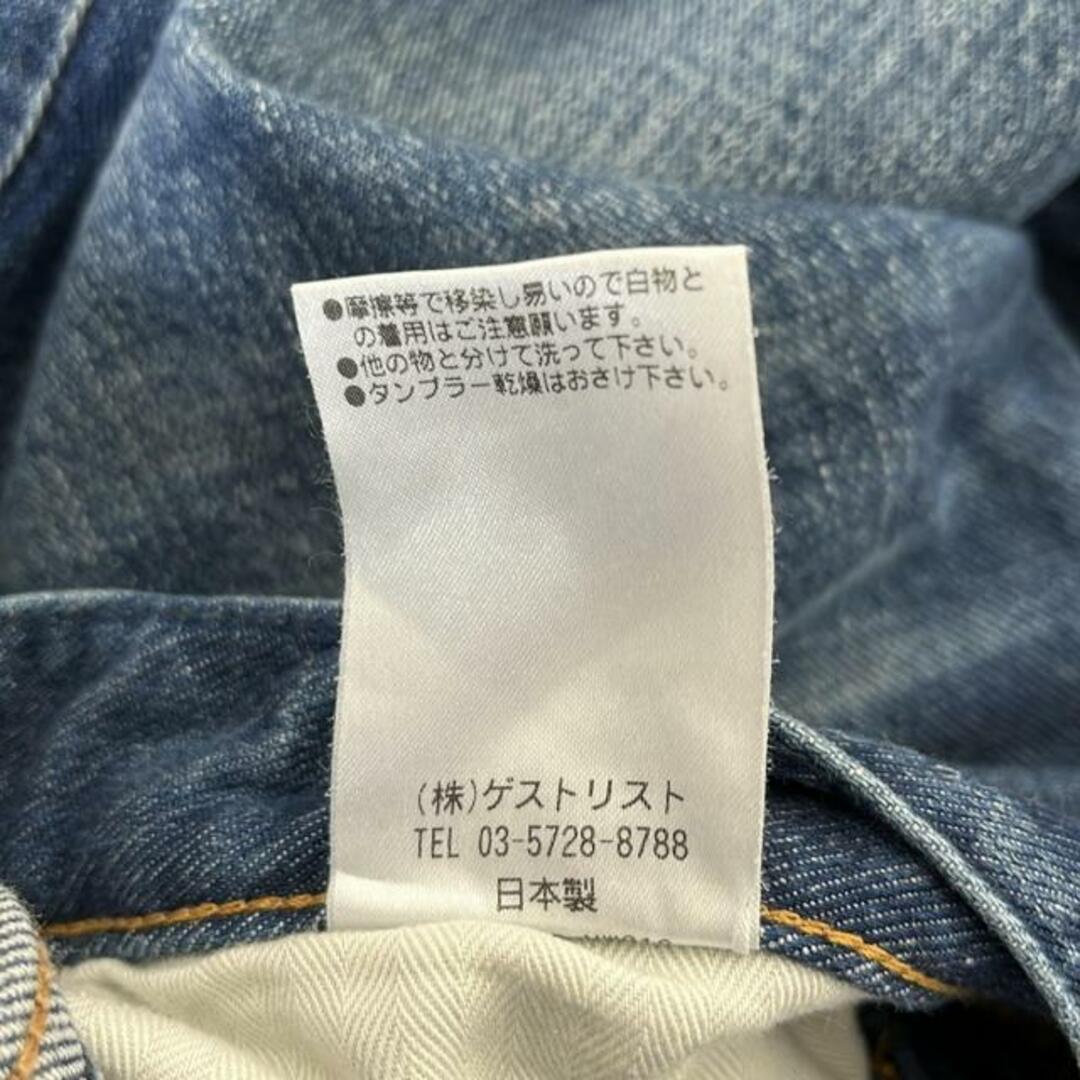 ●摩擦等で移染し易いので白物と
の着用はご注意願います。
●他の物と分けて洗って下さい。
●タンブラー乾燥はおさけ下さい。
(株)ゲストリスト
TEL 03-5728-8788
日本製